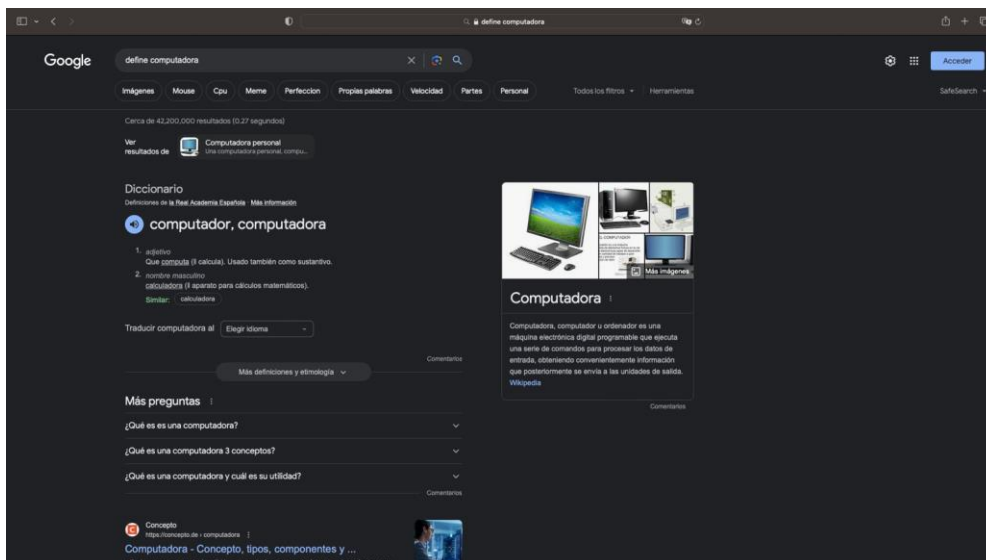 define computadora
Google
define computadora
Acceder
Imágenes
Mouse
Cpu
Meme
Perfeccion
Propias palabras
Velocidad
Partes
Personal
Todos los filtros
Herramientas
SafeSearch
Cerca de 42,200,000 resultados (0.27 segundos)
Ver
resultados de
Computadora personal
Una computadora personal, compu...
Diccionario
Definiciones de la Real Academia Española · Más información
computador, computadora
1. adjetivo
Que computa (ll calcula). Usado también como sustantivo.
2. nombre masculino
calculadora (ll aparato para cálculos matemáticos).
Similar: calculadora
Traducir computadora al
Elegir idioma
Comentarios
Más definiciones y etimología
Más preguntas
¿Qué es es una computadora?
¿Qué es una computadora 3 conceptos?
¿Qué es una computadora y cuál es su utilidad?
Comentarios
Concepto
https://concepto.de › computadora
Computadora - Concepto, tipos, componentes y ...
Más imágenes
Computadora
Computadora, computador u ordenador es una
máquina electrónica digital programable que ejecuta
una serie de comandos para procesar los datos de
entrada, obteniendo convenientemente información
que posteriormente se envía a las unidades de salida.
Wikipedia
Comentarios